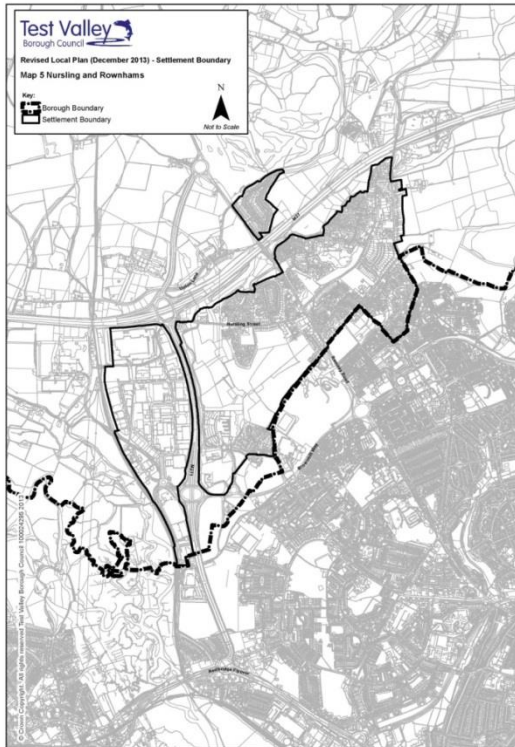 Test Valley
Borough Council
Revised Local Plan (December 2013) - Settlement Boundary
Map 5 Nursling and Rownhams
Key:
Borough Boundary
Settlement Boundary
N
Not to Scale
M27
Nursling Street
M271
© Crown Copyright. All rights reserved Test Valley Borough Council 100024295 2013